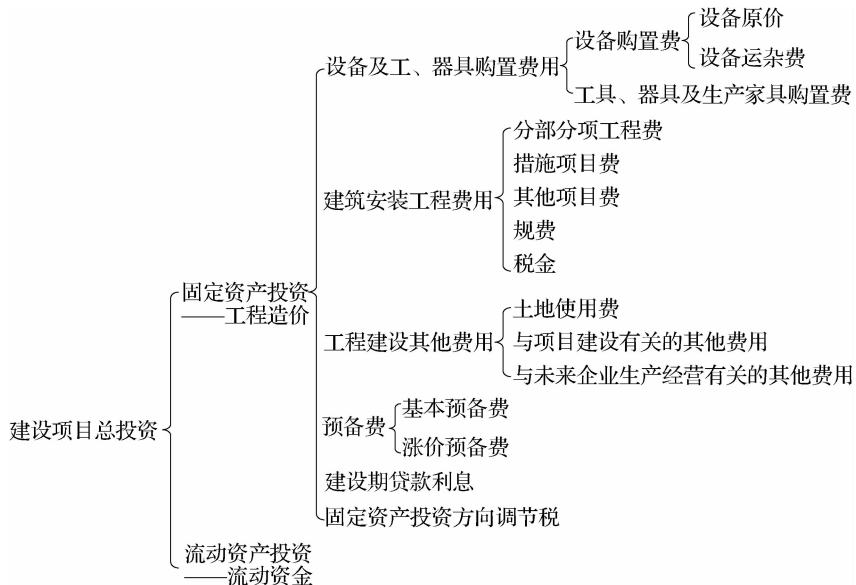 设备原价
设备购置费
设备运杂费
设备及工、器具购置费用
工具、器具及生产家具购置费
分部分项工程费
措施项目费
建筑安装工程费用
其他项目费
规费
税金
固定资产投资
——工程造价
土地使用费
工程建设其他费用
与项目建设有关的其他费用
与未来企业生产经营有关的其他费用
建设项目总投资
基本预备费
预备费
涨价预备费
建设期贷款利息
固定资产投资方向调节税
流动资产投资
——流动资金